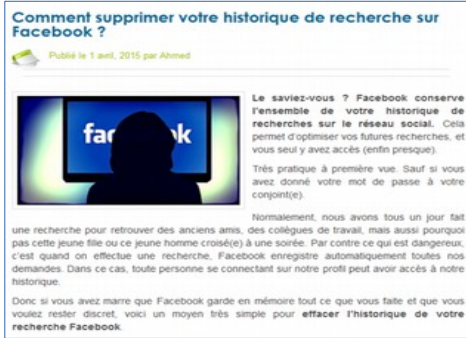 Comment supprimer votre historique de recherche sur
Facebook ?
Publié le 1 avril, 2015 par Ahmed
Le saviez-vous ? Facebook conserve
l'ensemble de votre historique de
recherches sur le réseau social. Cela
permet d'optimiser vos futures recherches, et
vous seul y avez accès (enfin presque).
Très pratique à première vue. Sauf si vous
avez donné votre mot de passe à votre
conjoint(e).
Normalement, nous avons tous un jour fait
une recherche pour retrouver des anciens amis, des collègues de travail, mais aussi pourquoi
pas cette jeune fille ou ce jeune homme croisé(e) à une soirée. Par contre ce qui est dangereux,
c'est quand on effectue une recherche, Facebook enregistre automatiquement toutes nos
demandes. Dans ce cas, toute personne se connectant sur notre profil peut avoir accès à notre
historique.
Donc si vous avez marre que Facebook garde en mémoire tout ce que vous faite et que vous
voulez rester discret, voici un moyen très simple pour effacer l'historique de votre
recherche Facebook.